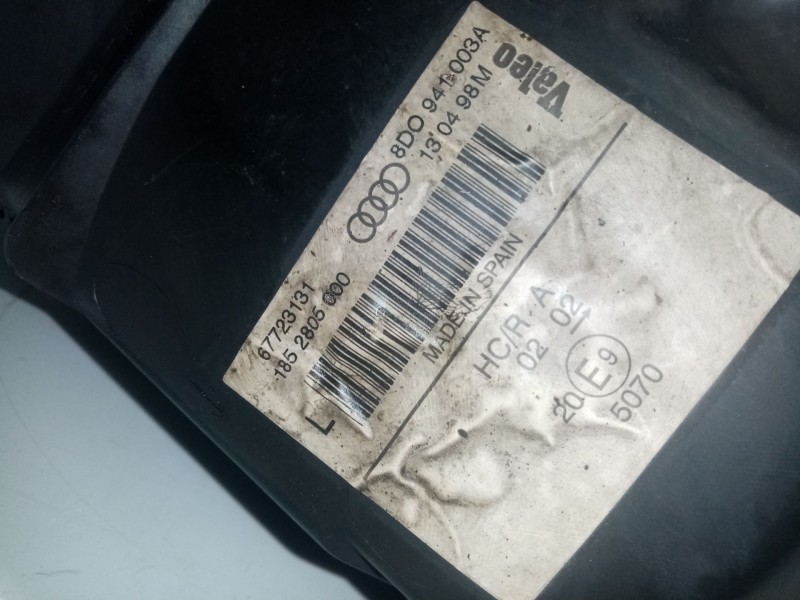 Valeo
8D0 941 003A
13 04 98M
67723131
185 2805 000
L
MADE IN SPAIN
HC/R A
02 02
20 E9
5070